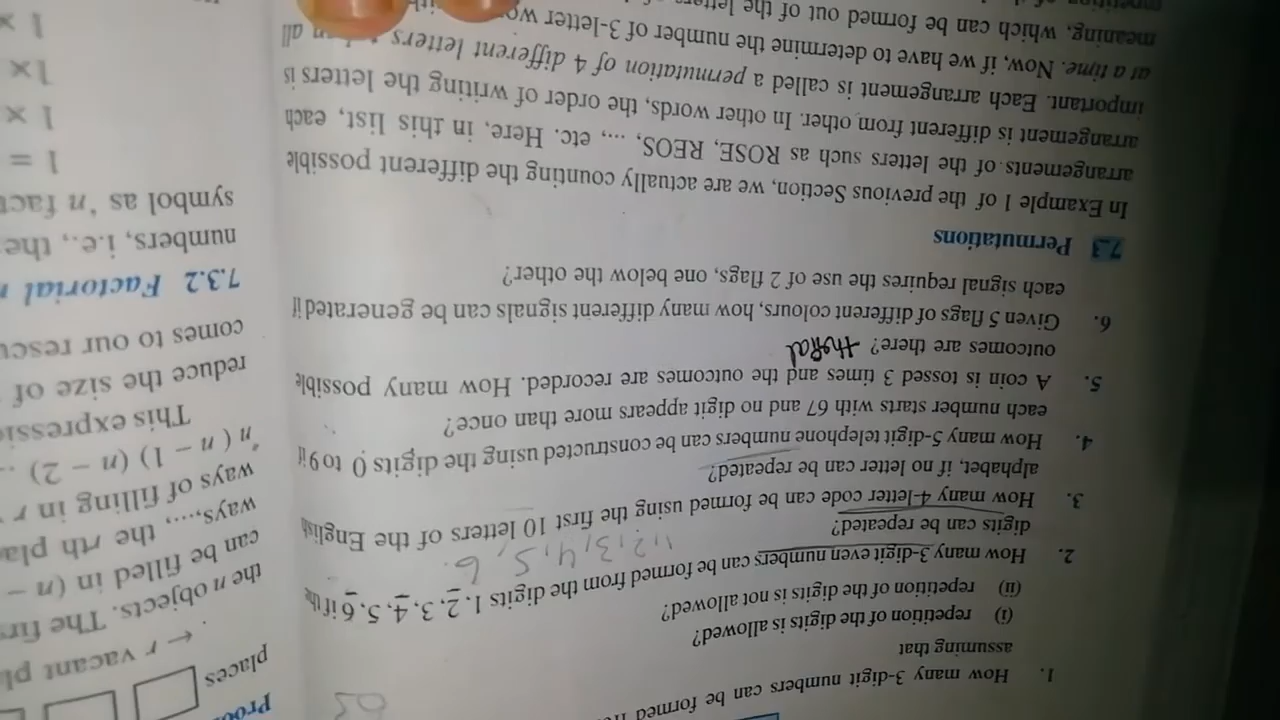 1. How many 3-digit numbers can be formed
assuming that
(i) repetition of the digits is allowed?
(ii) repetition of the digits is not allowed?
2. How many 3-digit even numbers can be formed from the digits 1, 2, 3, 4, 5, 6 if the
digits can be repeated?
1, 2, 3, 4, 5, 6.
3. How many 4-letter code can be formed using the first 10 letters of the English
alphabet, if no letter can be repeated?
4. How many 5-digit telephone numbers can be constructed using the digits 0 to 9 if
each number starts with 67 and no digit appears more than once?
5. A coin is tossed 3 times and the outcomes are recorded. How many possible
outcomes are there?
6. Given 5 flags of different colours, how many different signals can be generated if
each signal requires the use of 2 flags, one below the other?
7.3 Permutations
In Example 1 of the previous Section, we are actually counting the different possible
arrangements of the letters such as ROSE, REOS, ..., etc. Here, in this list, each
arrangement is different from other. In other words, the order of writing the letters is
important. Each arrangement is called a permutation of 4 different letters all
at a time. Now, if we have to determine the number of 3-letter
meaning, which can be formed out of the
places
← r vacant
the n objects. The
can be filled in (n −
ways,..., the rth
ways of filling in r
n (n − 1) (n − 2) ..
This
reduce the size of
comes to our
7.3.2 Factorial
numbers, i.e., the
symbol as 'n
1 =
1 ×
1×
1 ×